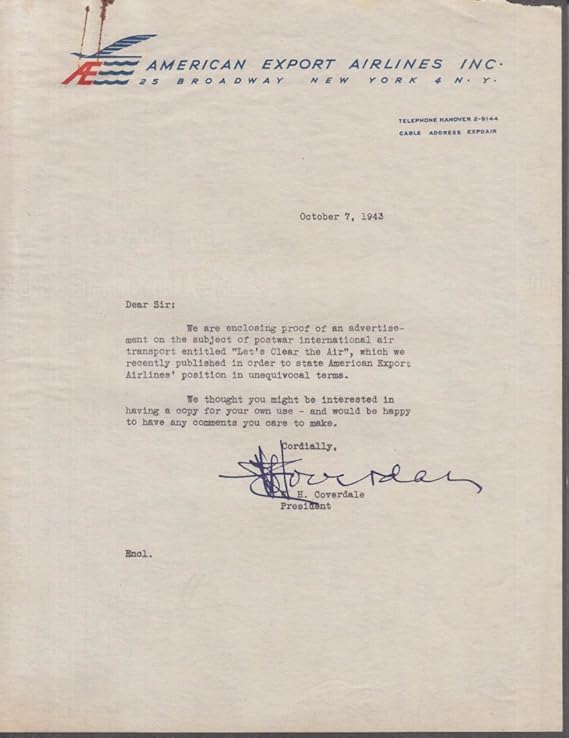 AE
AMERICAN EXPORT AIRLINES INC.
25 BROADWAY NEW YORK 4 N.Y.
TELEPHONE HANOVER 2-9144
CABLE ADDRESS EXPOAIR
October 7, 1943
Dear Sir:
We are enclosing proof of an advertise-
ment on the subject of postwar international air
transport entitled "Let's Clear the Air", which we
recently published in order to state American Export
Airlines' position in unequivocal terms.
We thought you might be interested in
having a copy for your own use - and would be happy
to have any comments you care to make.
Cordially,
H. Coverdale
President
Encl.